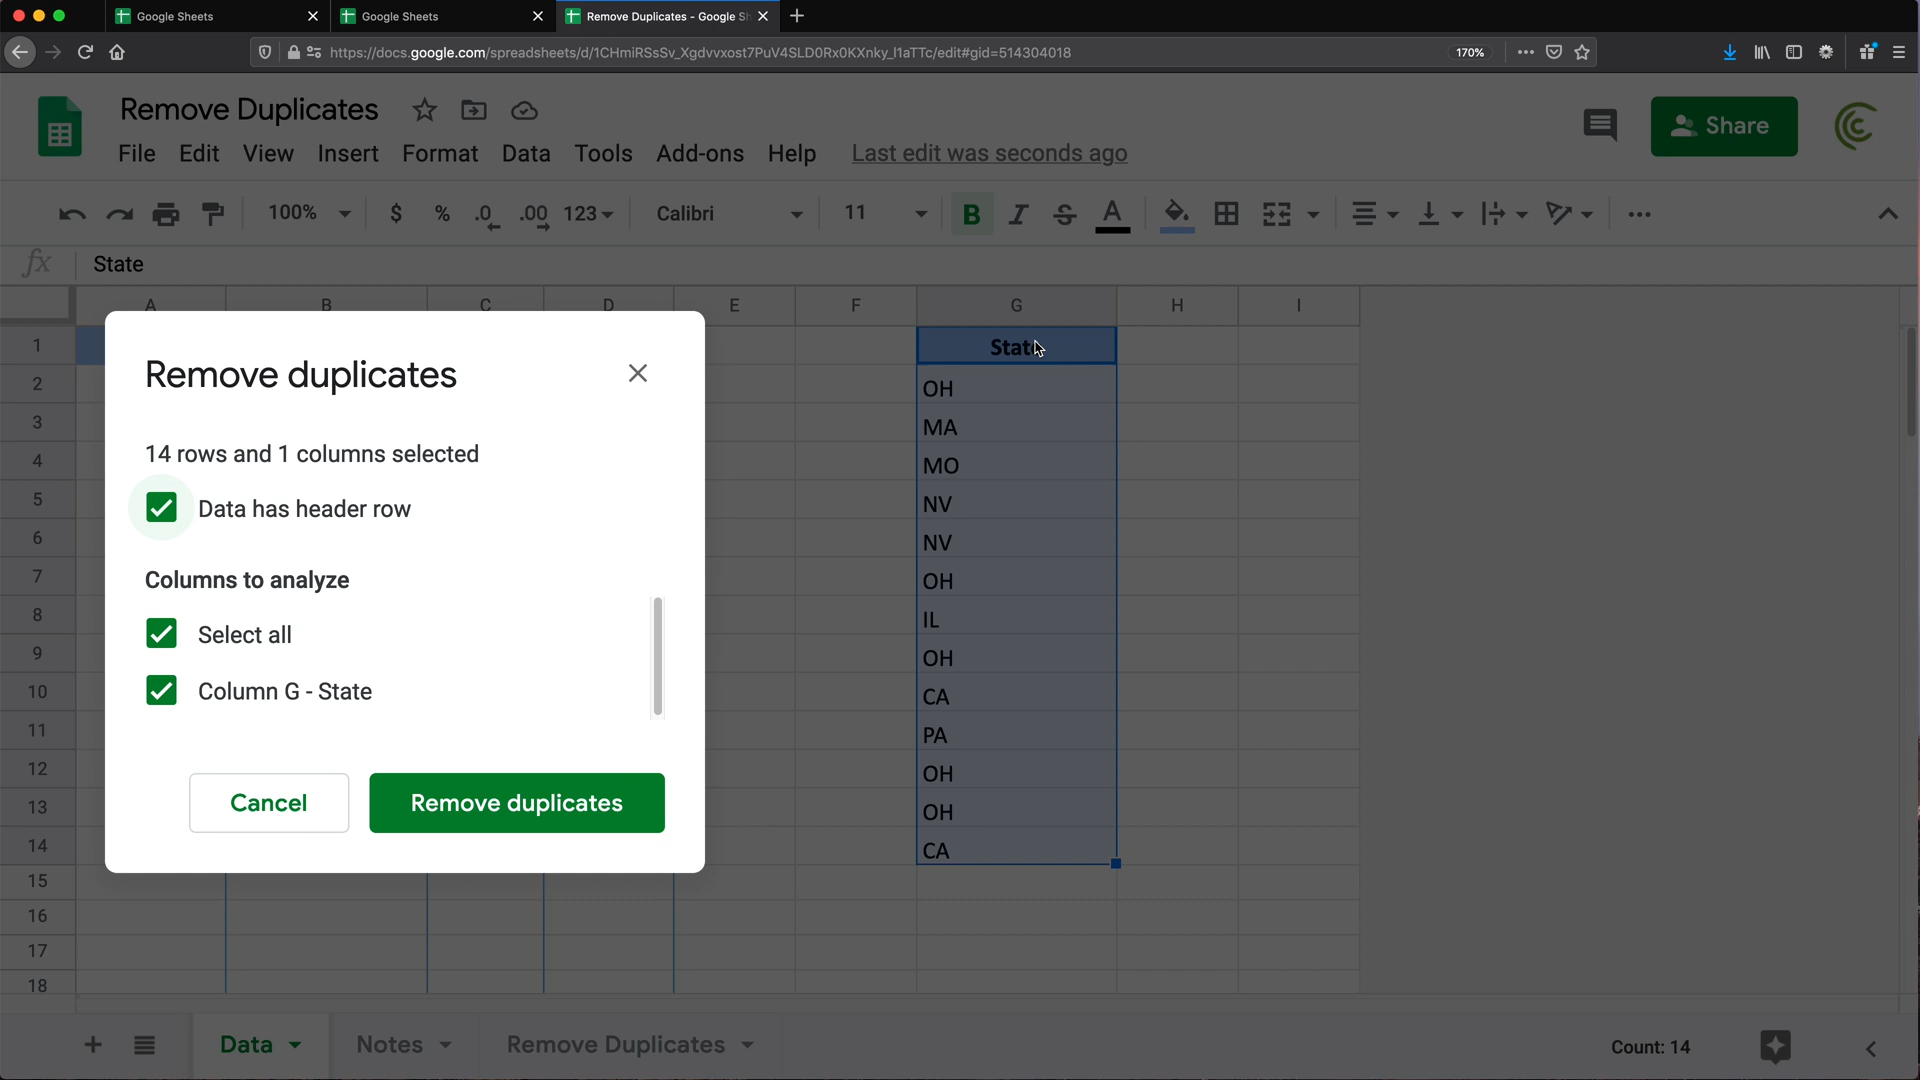 Google Sheets
Google Sheets
Remove Duplicates - Google Sh
https://docs.google.com/spreadsheets/d/1CHmiRSsSv_Xgdvvxost7PuV4SLD0Rx0KXnky_I1aTTc/edit#gid=514304018
170%
Remove Duplicates
Share
File Edit View Insert Format Data Tools Add-ons Help Last edit was seconds ago
100% $ % .0 .00 123 Calibri 11 B I S A
fx State
A B C D E F G H I
1 State
2 OH
3 MA
4 MO
5 NV
6 NV
7 OH
8 IL
9 OH
10 CA
11 PA
12 OH
13 OH
14 CA
15
16
17
18
Remove duplicates
14 rows and 1 columns selected
Data has header row
Columns to analyze
Select all
Column G - State
Cancel Remove duplicates
Data Notes Remove Duplicates Count: 14